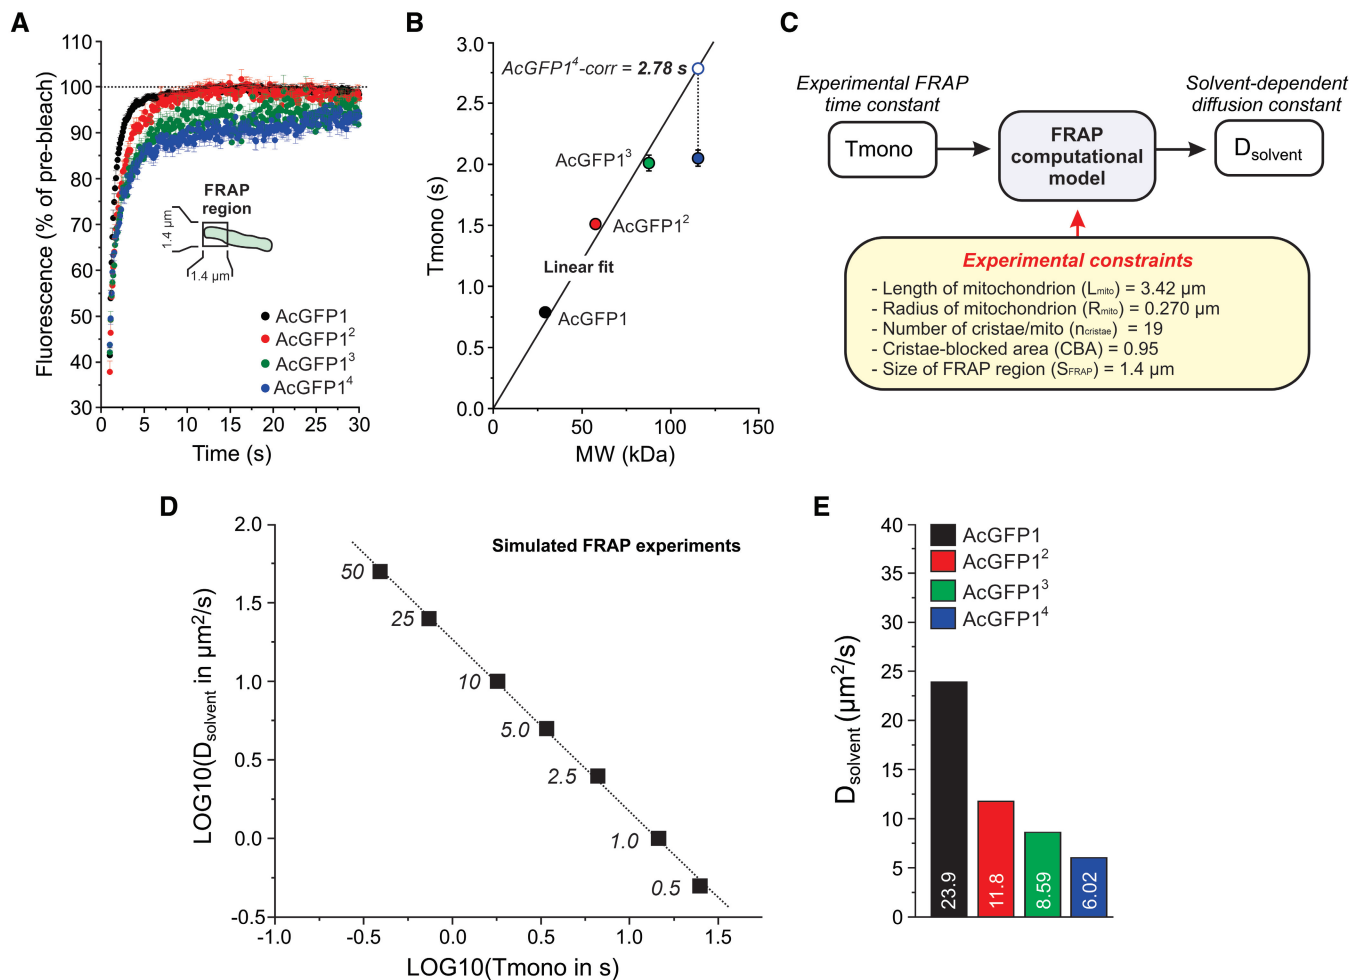 A
110
100
90
80
70
60
50
40
30
Fluorescence (% of pre-bleach)
0
5
10
15
20
25
30
Time (s)
FRAP
region
1.4 µm
1.4 µm
AcGFP1
AcGFP1²
AcGFP1³
AcGFP1⁴
B
3.0
2.5
2.0
1.5
1.0
0.5
0.0
Tmono (s)
0
50
100
150
MW (kDa)
AcGFP1⁴-corr = 2.78 s
AcGFP1³
AcGFP1²
Linear fit
AcGFP1
C
Experimental FRAP
time constant
Solvent-dependent
diffusion constant
Tmono
FRAP
computational
model
Dsolvent
Experimental constraints
- Length of mitochondrion (Lmito) = 3.42 µm
- Radius of mitochondrion (Rmito) = 0.270 µm
- Number of cristae/mito (ncristae) = 19
- Cristae-blocked area (CBA) = 0.95
- Size of FRAP region (SFRAP) = 1.4 µm
D
2.0
1.5
1.0
0.5
0.0
-0.5
LOG10(Dsolvent in µm²/s)
Simulated FRAP experiments
50
25
10
5.0
2.5
1.0
0.5
-1.0
-0.5
0.0
0.5
1.0
1.5
LOG10(Tmono in s)
E
40
35
30
25
20
15
10
5
0
Dsolvent (µm²/s)
AcGFP1
AcGFP1²
AcGFP1³
AcGFP1⁴
23.9
11.8
8.59
6.02